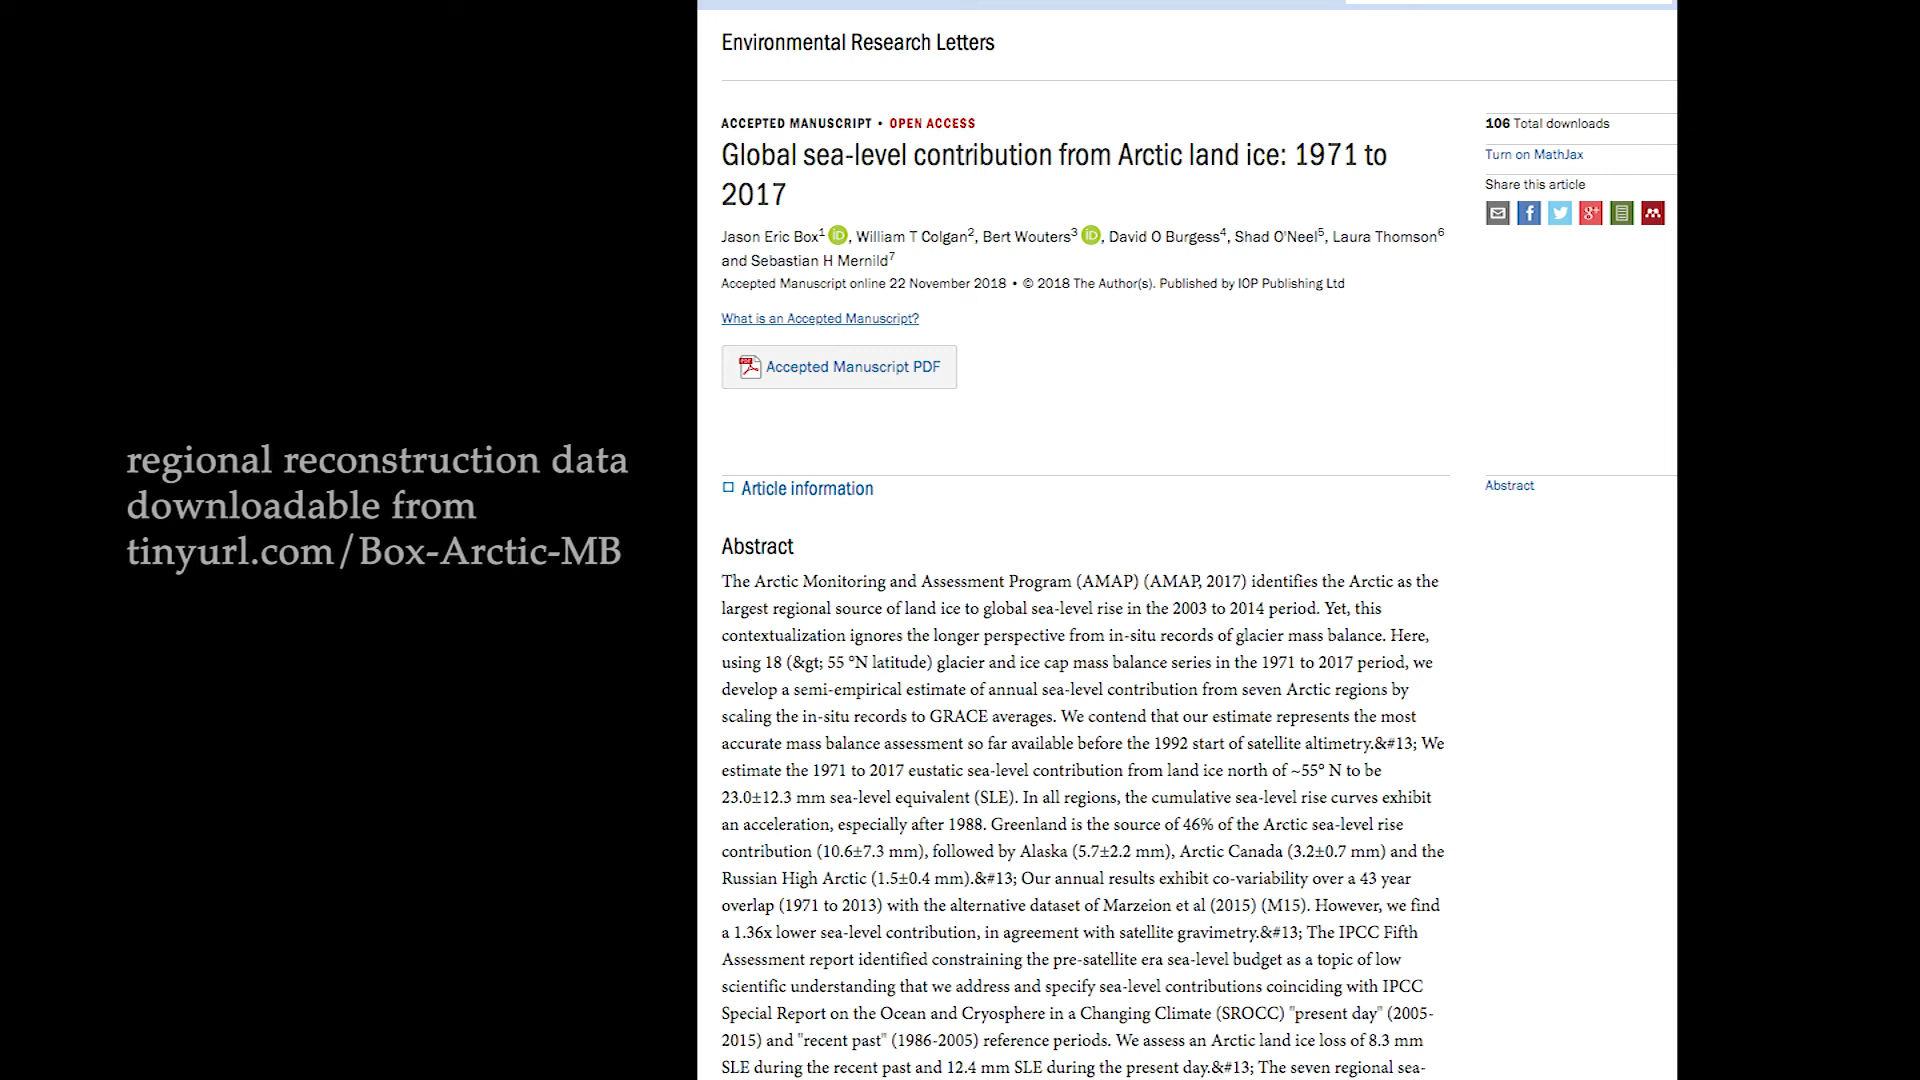 regional reconstruction data
downloadable from
tinyurl.com/Box-Arctic-MB
Environmental Research Letters
ACCEPTED MANUSCRIPT • OPEN ACCESS
Global sea-level contribution from Arctic land ice: 1971 to
2017
Jason Eric Box1 iD, William T Colgan2, Bert Wouters3 iD, David O Burgess4, Shad O'Neel5, Laura Thomson6
and Sebastian H Mernild7
Accepted Manuscript online 22 November 2018 • © 2018 The Author(s). Published by IOP Publishing Ltd
What is an Accepted Manuscript?
PDF Accepted Manuscript PDF
106 Total downloads
Turn on MathJax
Share this article
f g+
Article information
Abstract
Abstract
The Arctic Monitoring and Assessment Program (AMAP) (AMAP, 2017) identifies the Arctic as the
largest regional source of land ice to global sea-level rise in the 2003 to 2014 period. Yet, this
contextualization ignores the longer perspective from in-situ records of glacier mass balance. Here,
using 18 (&gt; 55 °N latitude) glacier and ice cap mass balance series in the 1971 to 2017 period, we
develop a semi-empirical estimate of annual sea-level contribution from seven Arctic regions by
scaling the in-situ records to GRACE averages. We contend that our estimate represents the most
accurate mass balance assessment so far available before the 1992 start of satellite altimetry.&#13; We
estimate the 1971 to 2017 eustatic sea-level contribution from land ice north of ~55° N to be
23.0±12.3 mm sea-level equivalent (SLE). In all regions, the cumulative sea-level rise curves exhibit
an acceleration, especially after 1988. Greenland is the source of 46% of the Arctic sea-level rise
contribution (10.6±7.3 mm), followed by Alaska (5.7±2.2 mm), Arctic Canada (3.2±0.7 mm) and the
Russian High Arctic (1.5±0.4 mm).&#13; Our annual results exhibit co-variability over a 43 year
overlap (1971 to 2013) with the alternative dataset of Marzeion et al (2015) (M15). However, we find
a 1.36x lower sea-level contribution, in agreement with satellite gravimetry.&#13; The IPCC Fifth
Assessment report identified constraining the pre-satellite era sea-level budget as a topic of low
scientific understanding that we address and specify sea-level contributions coinciding with IPCC
Special Report on the Ocean and Cryosphere in a Changing Climate (SROCC) "present day" (2005-
2015) and "recent past" (1986-2005) reference periods. We assess an Arctic land ice loss of 8.3 mm
SLE during the recent past and 12.4 mm SLE during the present day.&#13; The seven regional sea-